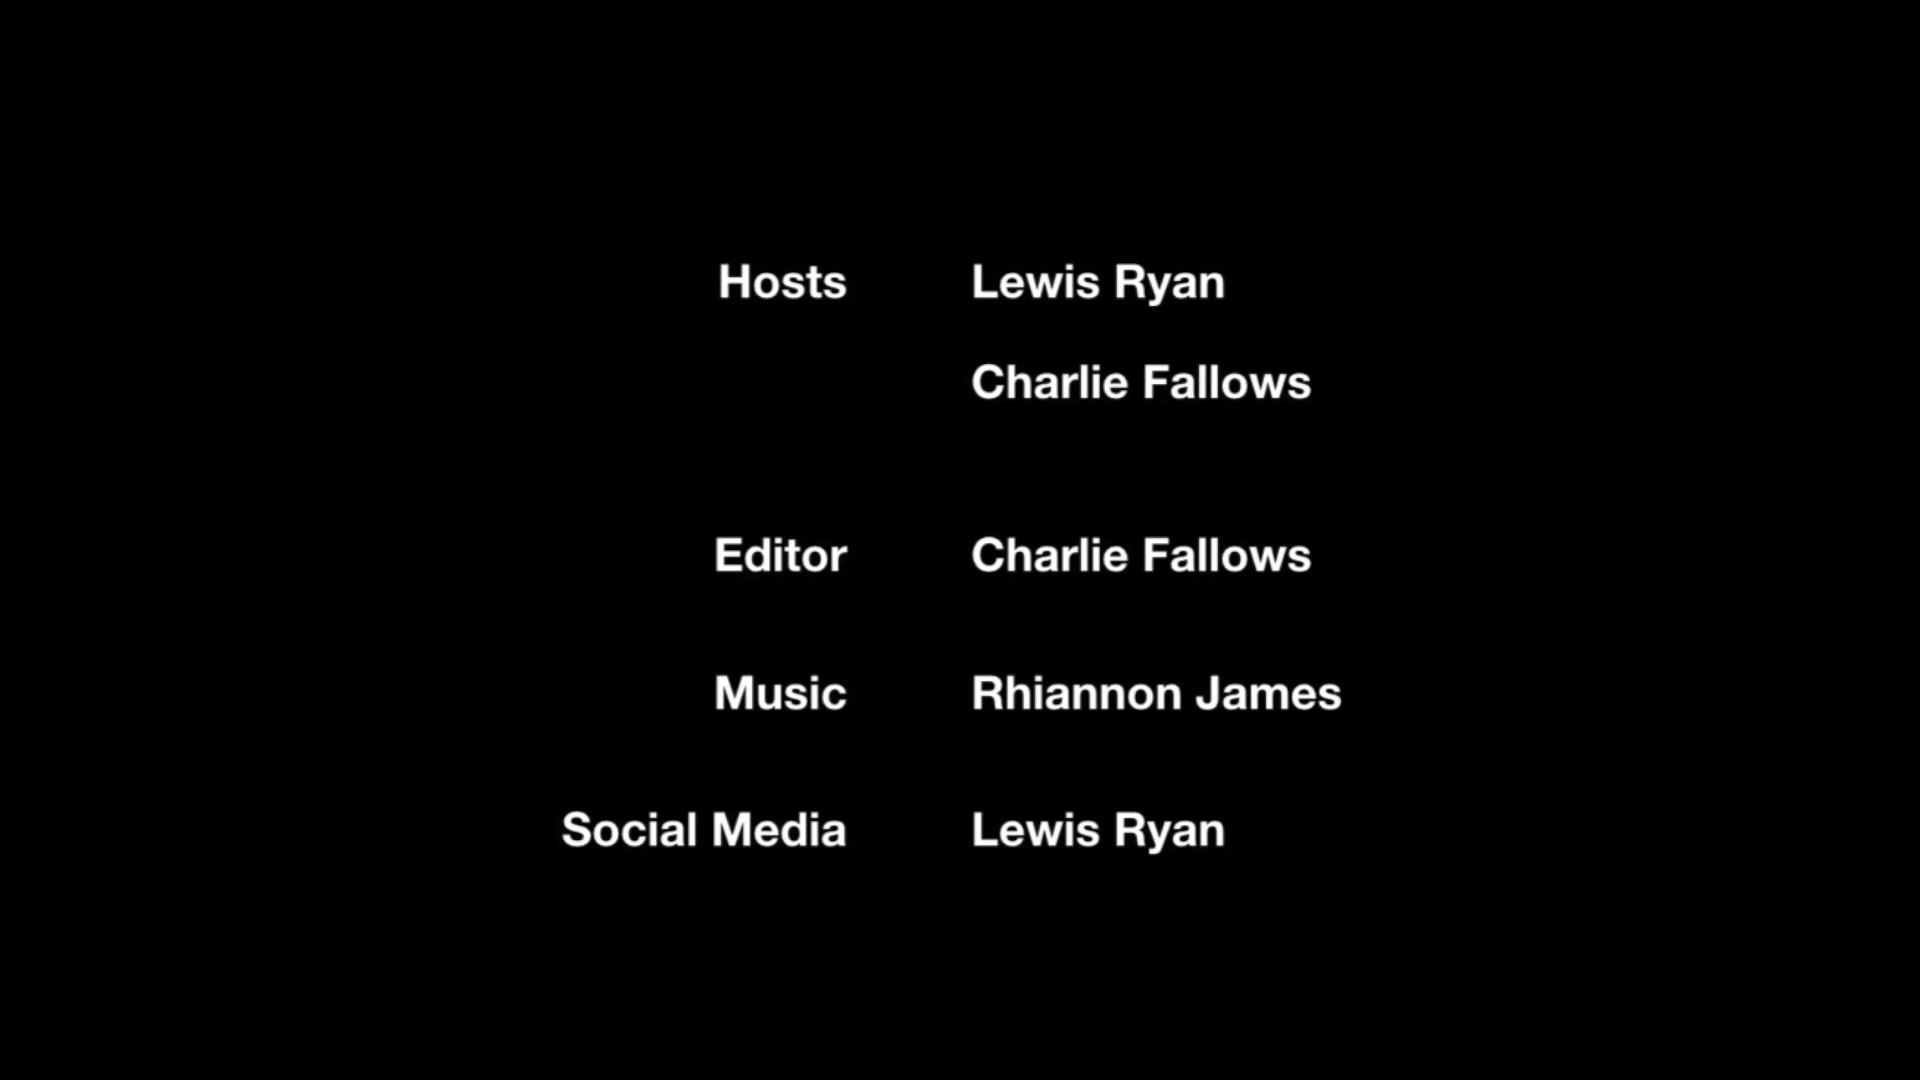 Hosts Lewis Ryan
Charlie Fallows
Editor Charlie Fallows
Music Rhiannon James
Social Media Lewis Ryan